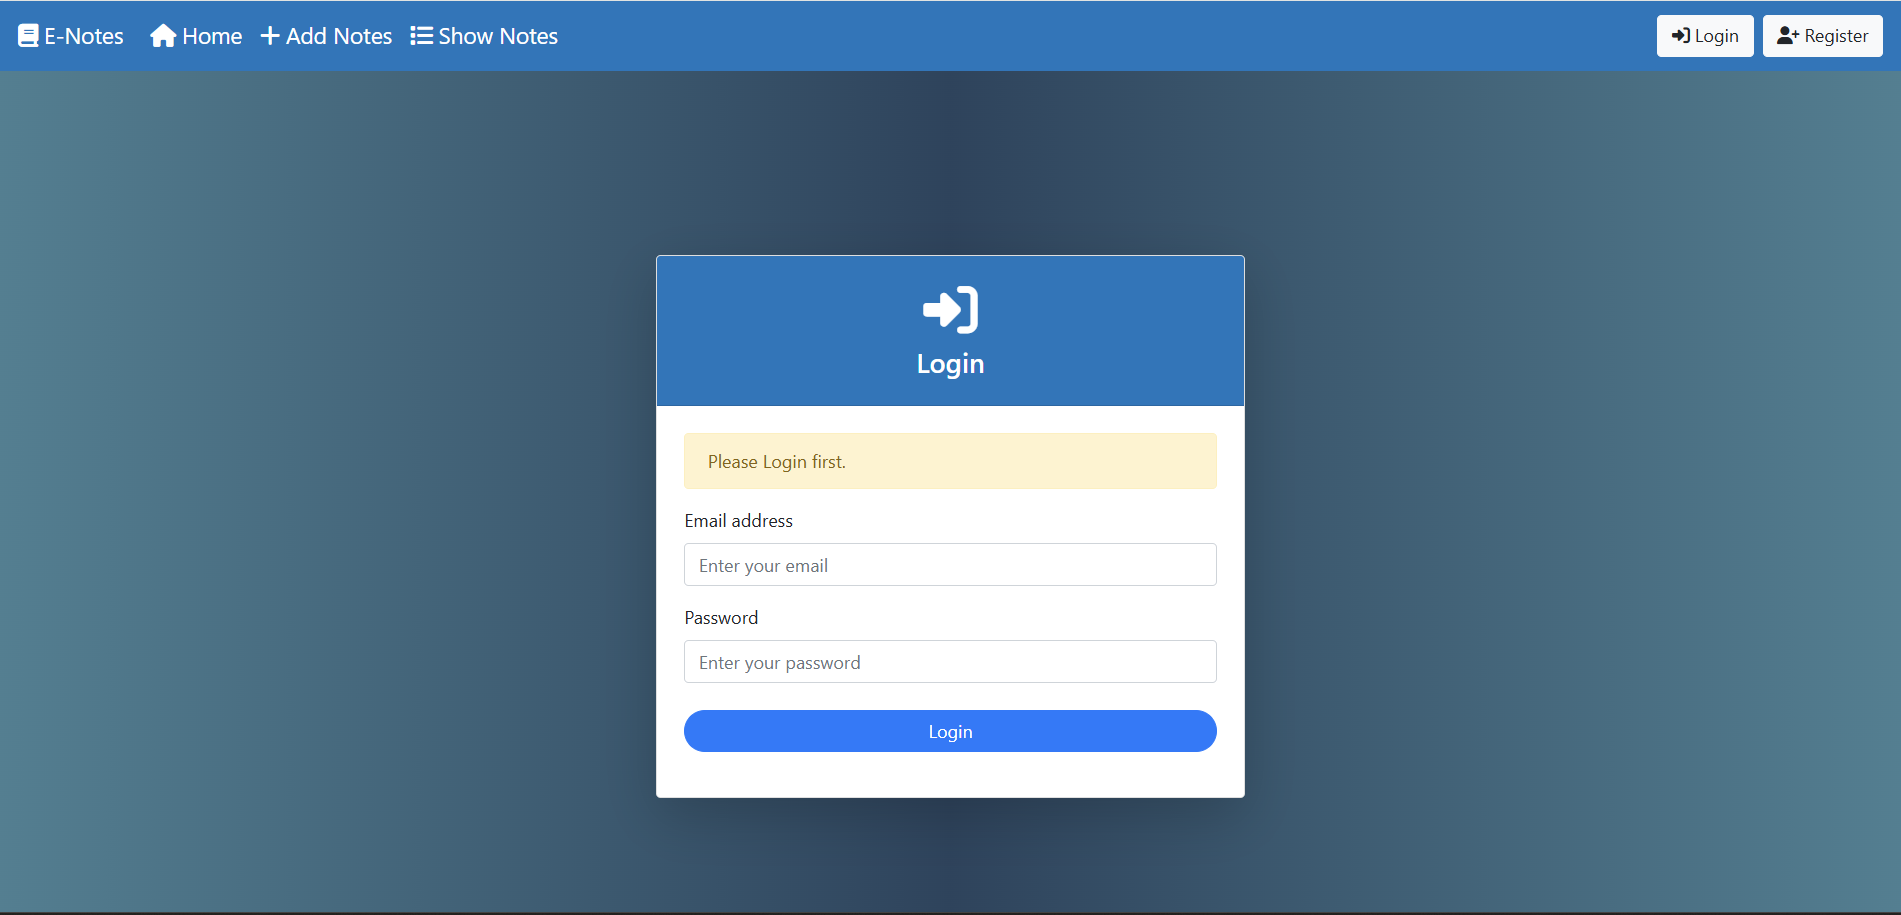 E-Notes Home Add Notes Show Notes Login Register
Login
Please Login first.
Email address
Enter your email
Password
Enter your password
Login